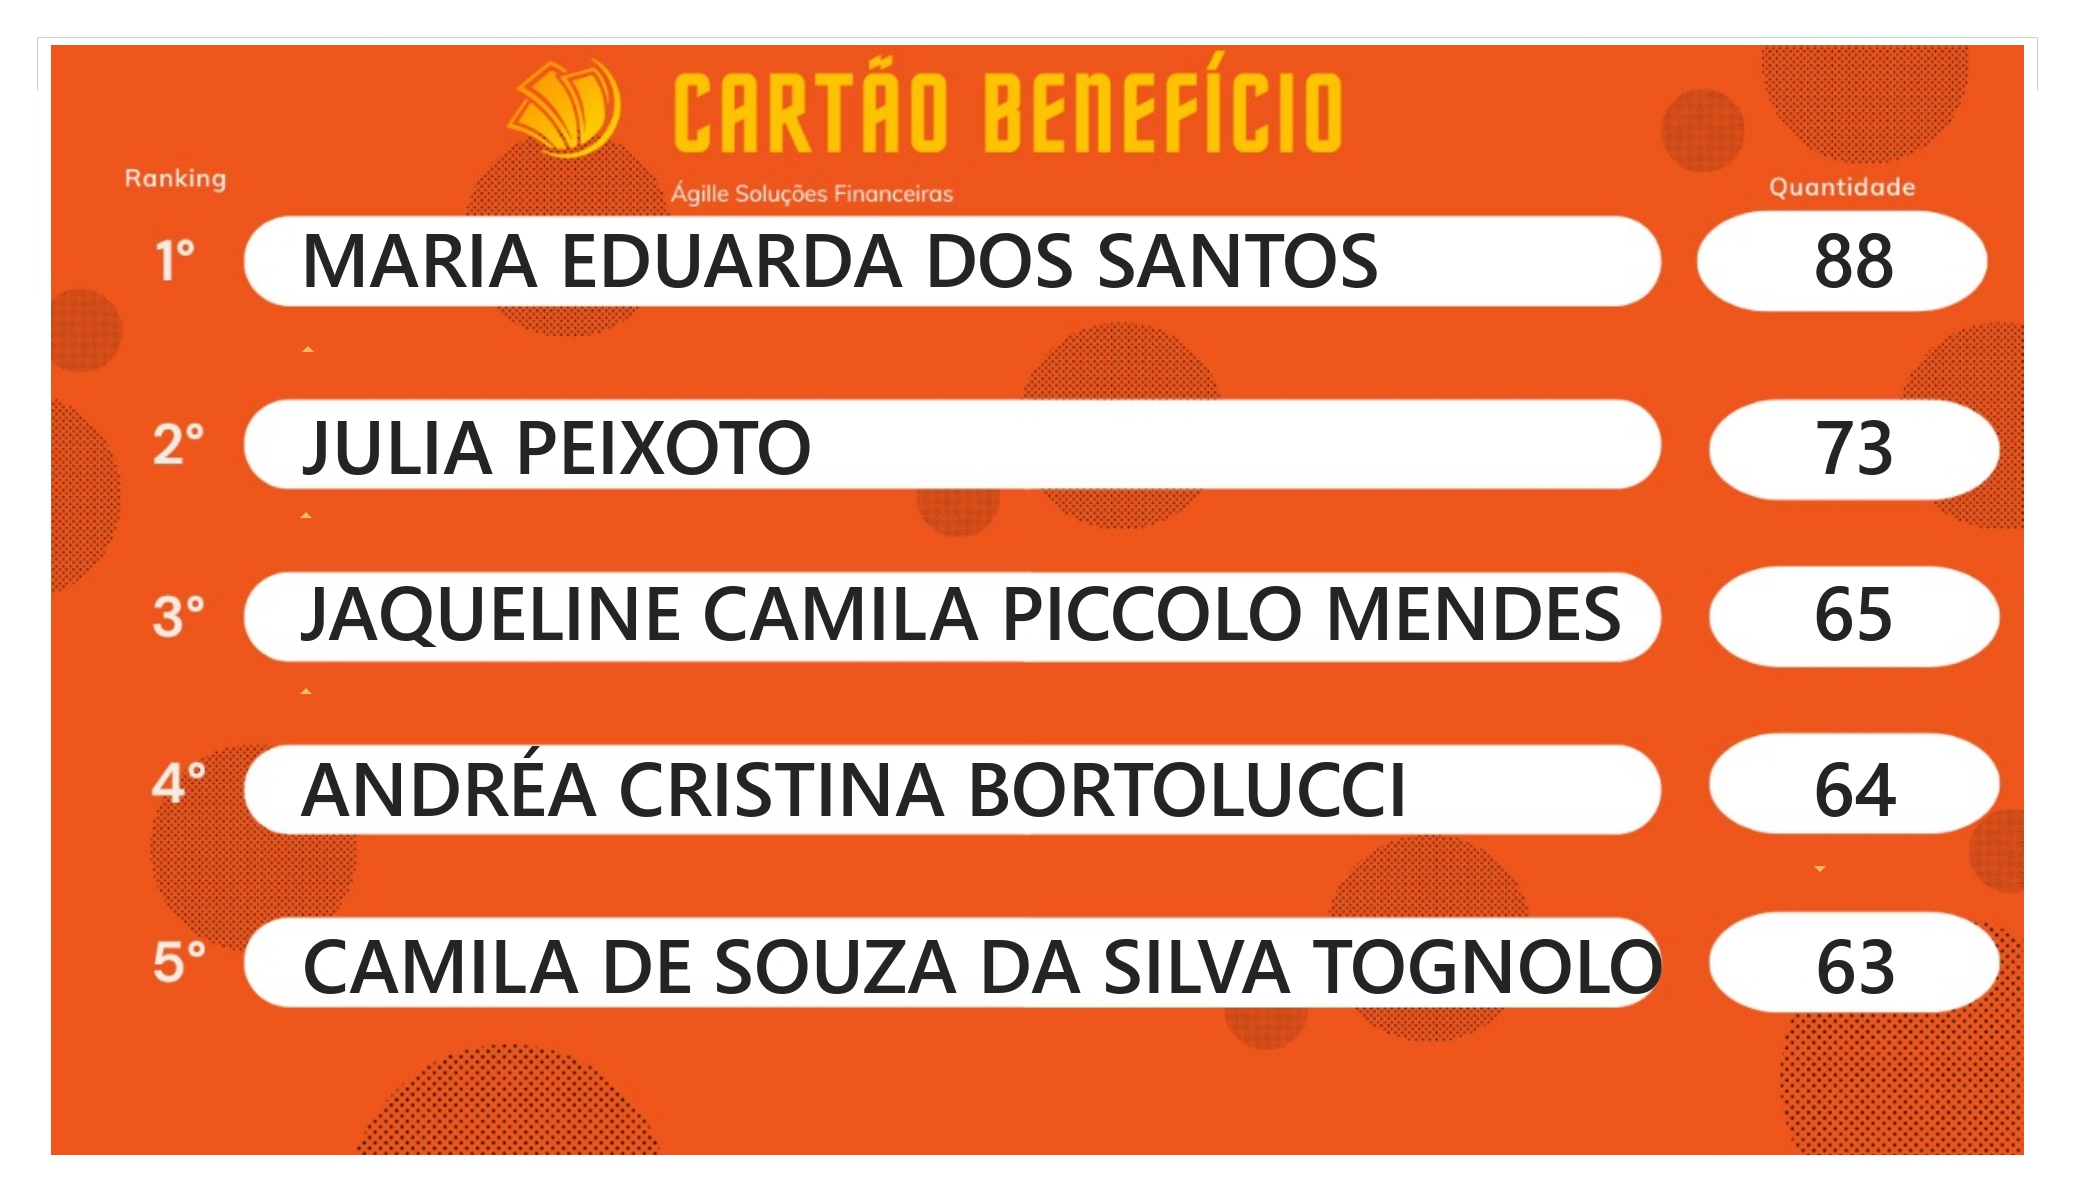 CARTÃO BENEFÍCIO
Ranking
Ágille Soluções Financeiras
Quantidade
1° MARIA EDUARDA DOS SANTOS 88
2° JULIA PEIXOTO 73
3° JAQUELINE CAMILA PICCOLO MENDES 65
4° ANDRÉA CRISTINA BORTOLUCCI 64
5° CAMILA DE SOUZA DA SILVA TOGNOLO 63